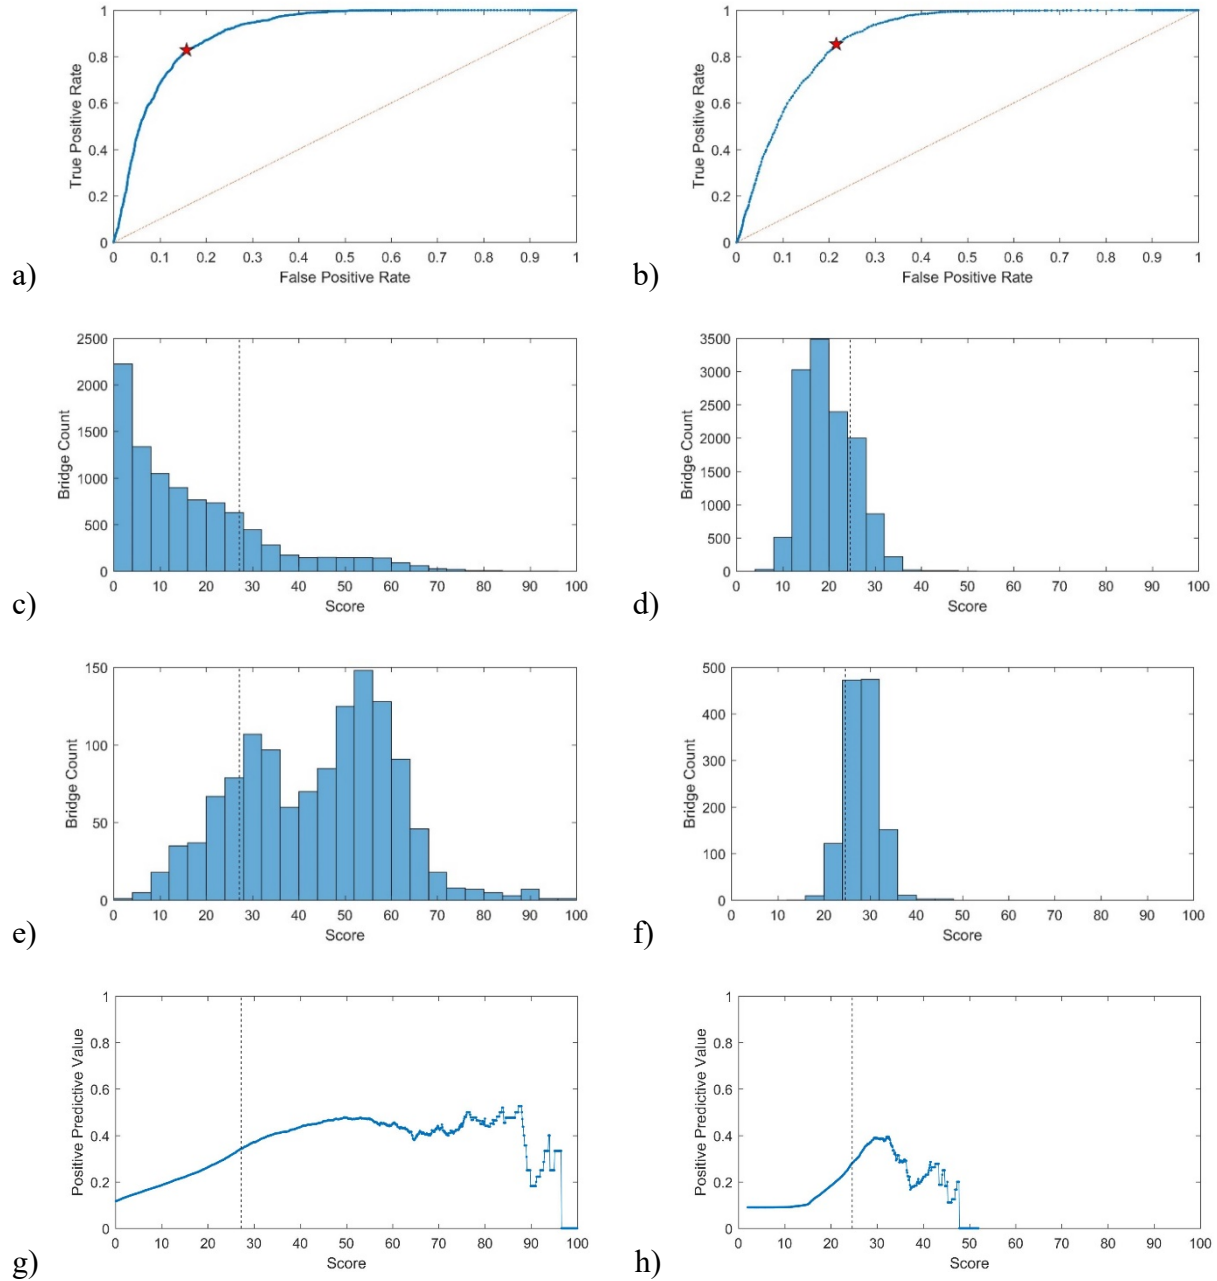 1
0.8
0.6
0.4
0.2
0
0 0.1 0.2 0.3 0.4 0.5 0.6 0.7 0.8 0.9 1
True Positive Rate
False Positive Rate
a)
1
0.8
0.6
0.4
0.2
0
0 0.1 0.2 0.3 0.4 0.5 0.6 0.7 0.8 0.9 1
True Positive Rate
False Positive Rate
b)
2500
2000
1500
1000
500
0
0 10 20 30 40 50 60 70 80 90 100
Bridge Count
Score
c)
3500
3000
2500
2000
1500
1000
500
0
0 10 20 30 40 50 60 70 80 90 100
Bridge Count
Score
d)
150
100
50
0
0 10 20 30 40 50 60 70 80 90 100
Bridge Count
Score
e)
500
400
300
200
100
0
0 10 20 30 40 50 60 70 80 90 100
Bridge Count
Score
f)
1
0.8
0.6
0.4
0.2
0
0 10 20 30 40 50 60 70 80 90 100
Positive Predictive Value
Score
g)
1
0.8
0.6
0.4
0.2
0
0 10 20 30 40 50 60 70 80 90 100
Positive Predictive Value
Score
h)